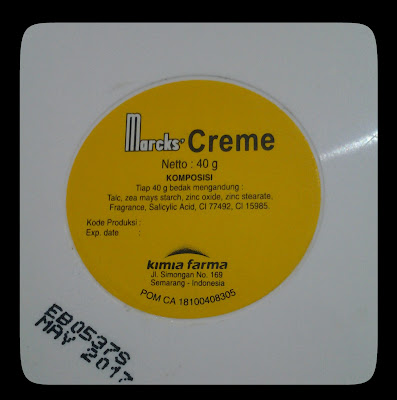 Marcks' Creme
Netto : 40 g
KOMPOSISI
Tiap 40 g bedak mengandung :
Talc, zea mays starch, zinc oxide, zinc stearate,
Fragrance, Salicylic Acid, CI 77492, CI 15985.
Kode Produksi :
Exp. date :
kimia farma
Jl. Simongan No. 169
Semarang - Indonesia
POM CA 18100408305
EB0537S
MAY 2017